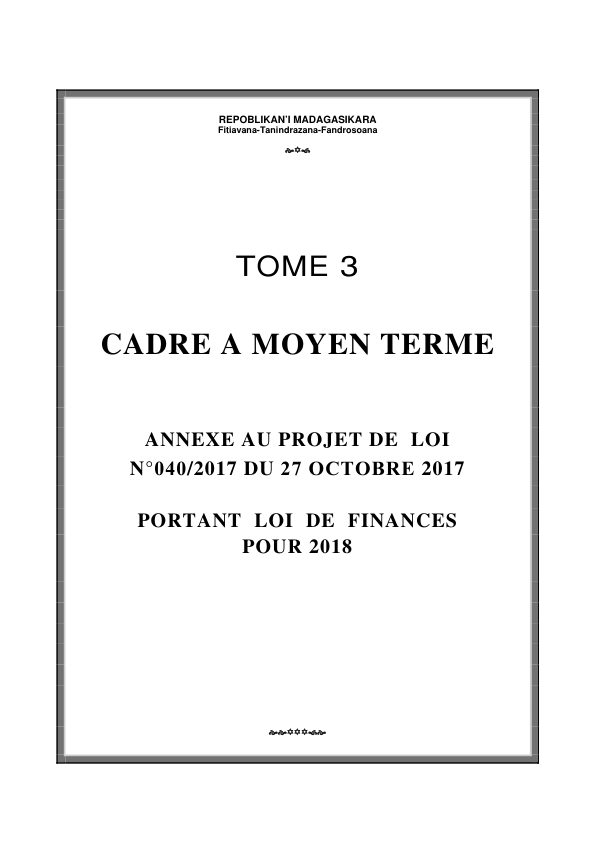 REPOBLIKAN'I MADAGASIKARA
Fitiavana-Tanindrazana-Fandrosoana
TOME 3
CADRE A MOYEN TERME
ANNEXE AU PROJET DE LOI
N°040/2017 DU 27 OCTOBRE 2017
PORTANT LOI DE FINANCES
POUR 2018